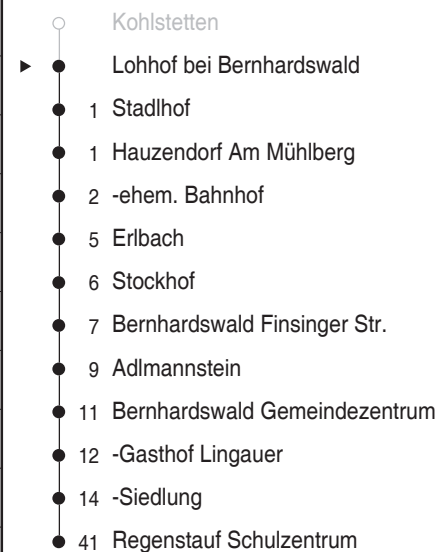 Kohlstetten
Lohhof bei Bernhardswald
1 Stadlhof
1 Hauzendorf Am Mühlberg
2 -ehem. Bahnhof
5 Erlbach
6 Stockhof
7 Bernhardswald Finsinger Str.
9 Adlmannstein
11 Bernhardswald Gemeindezentrum
12 -Gasthof Lingauer
14 -Siedlung
41 Regenstauf Schulzentrum